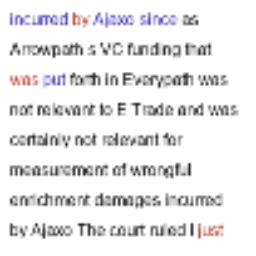 incurred by Ajaxo since as
Arrowpath s VC funding that
was put forth in Everypath was
not relevant to E Trade and was
certainly not relevant for
measurement of wrongful
enrichment damages incurred
by Ajaxo The court ruled I just